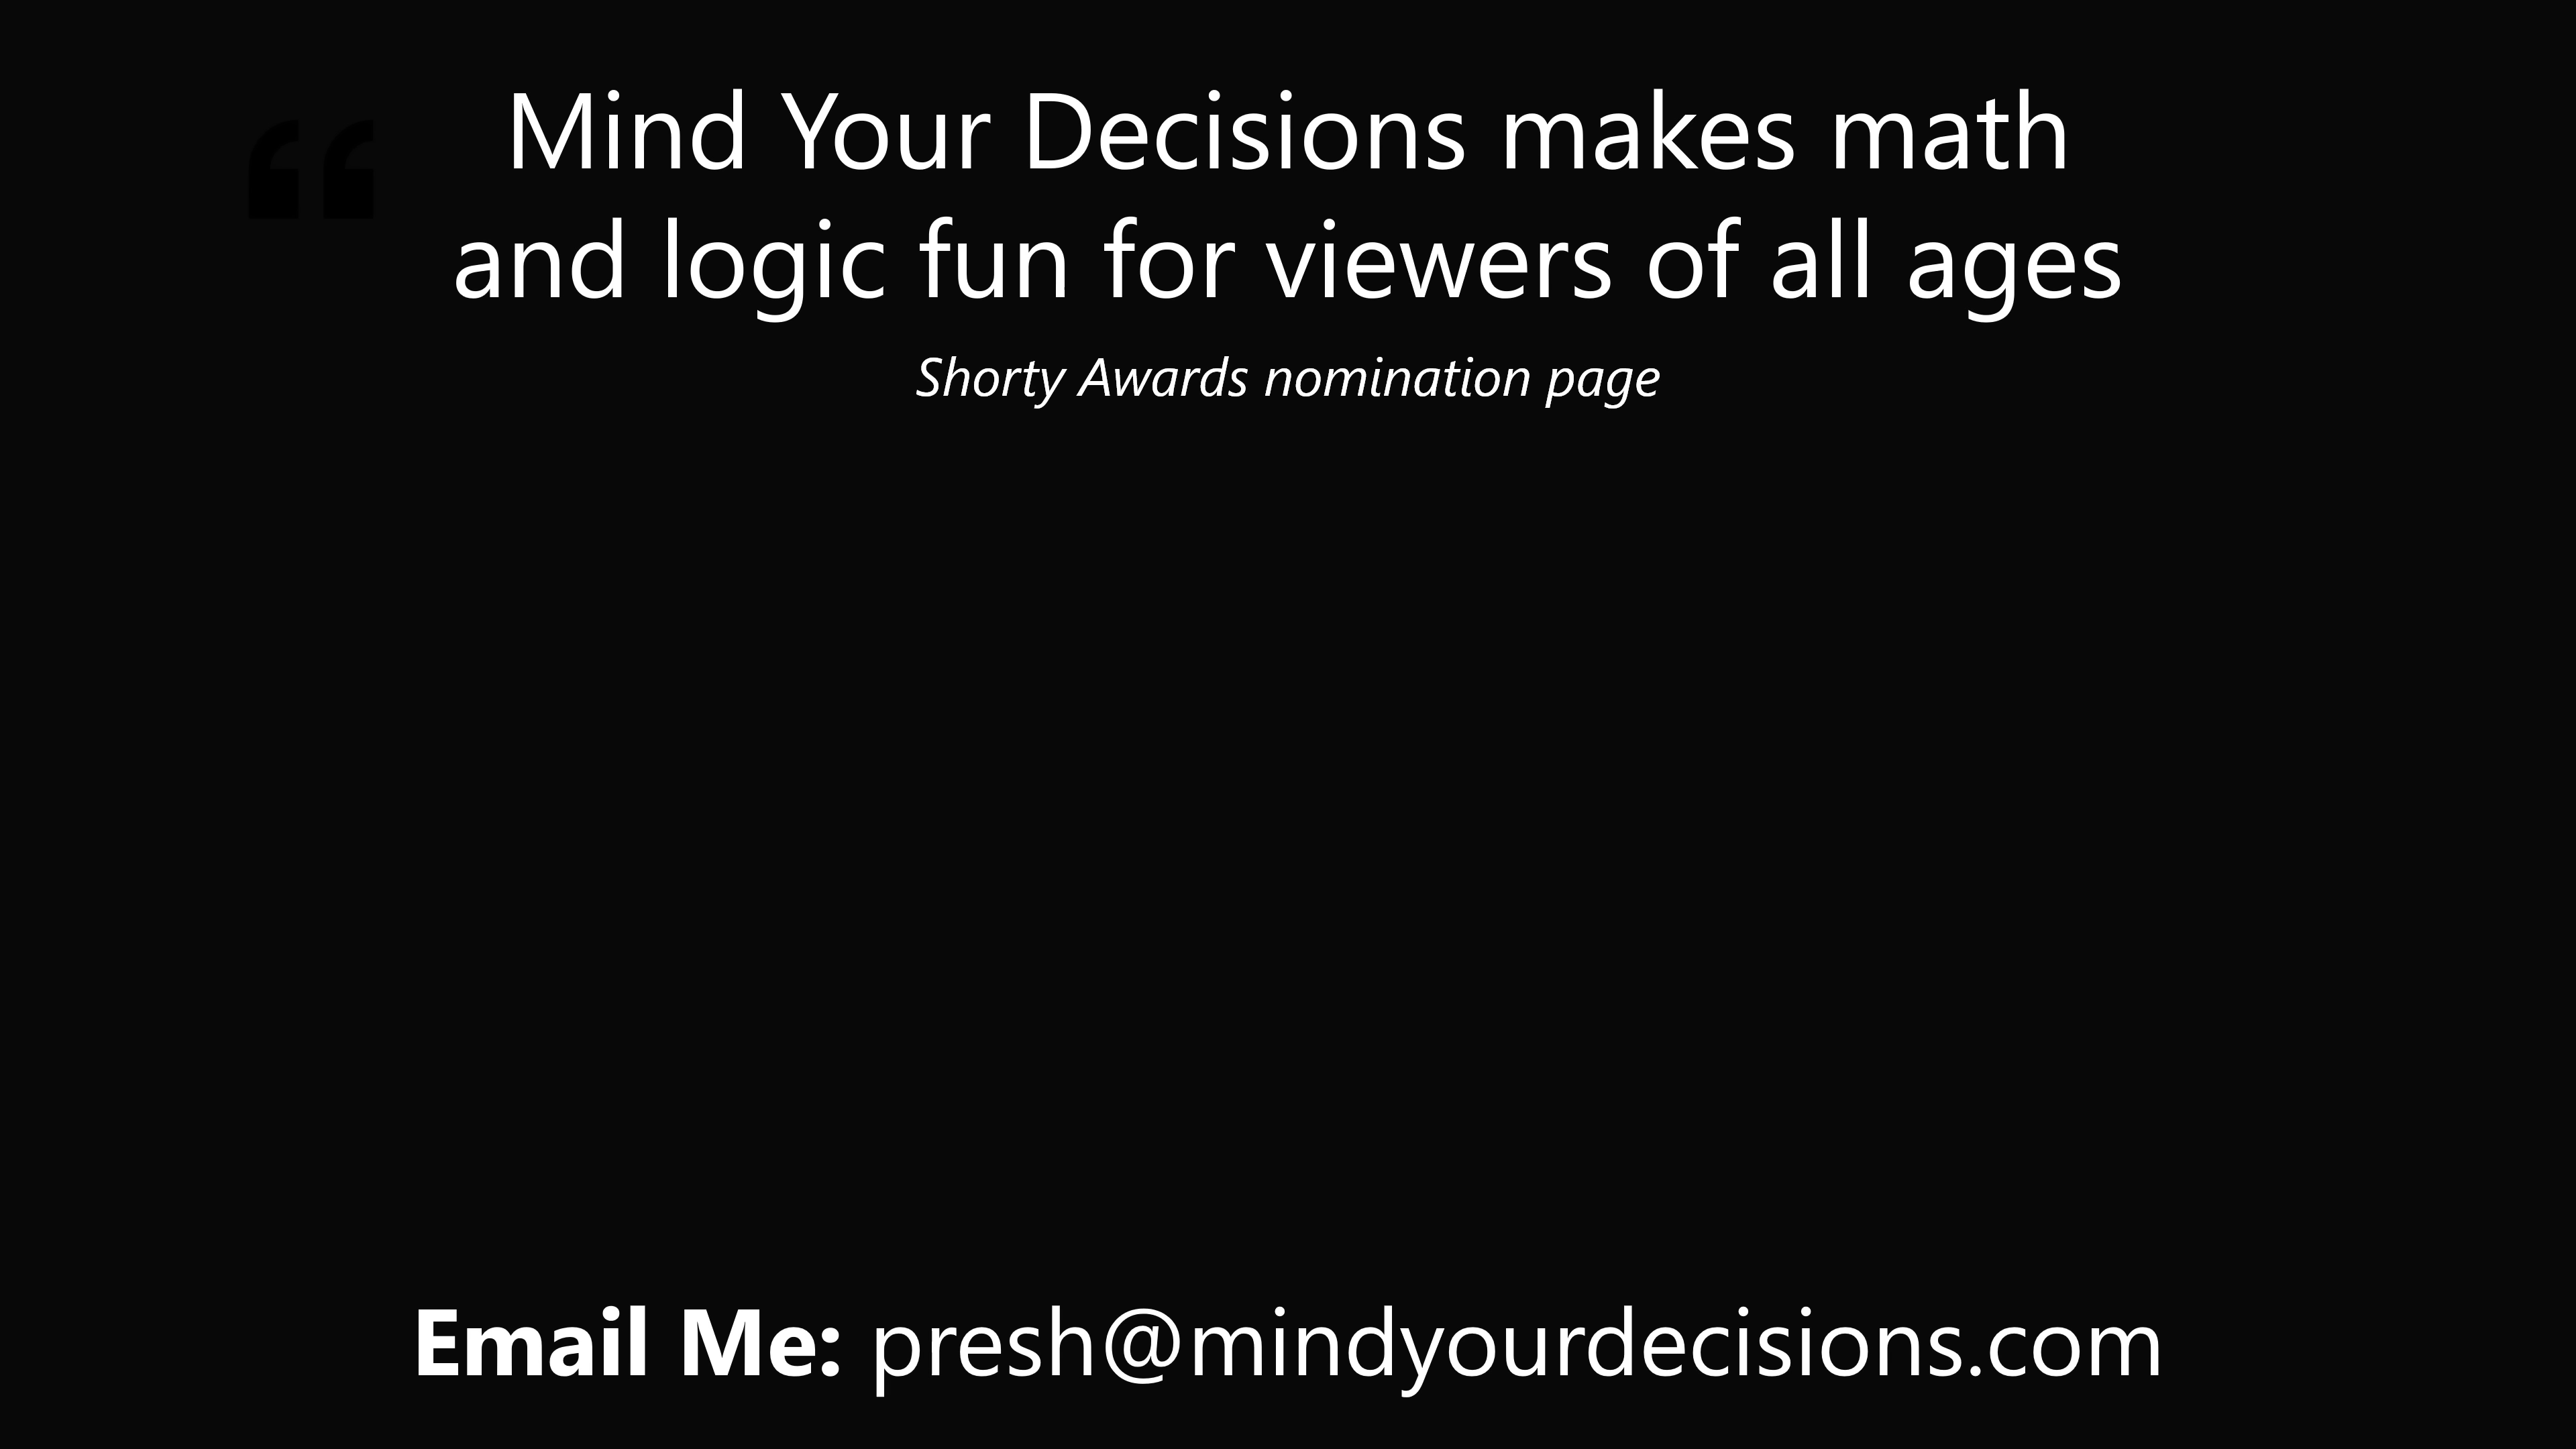 “
Mind Your Decisions makes math
and logic fun for viewers of all ages
Shorty Awards nomination page
Email Me: presh@mindyourdecisions.com